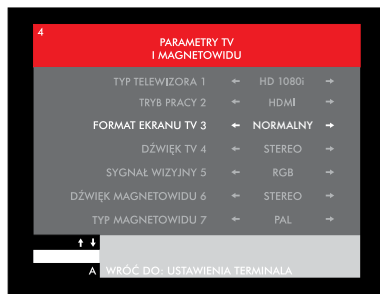 4
PARAMETRY TV
I MAGNETOWIDU
TYP TELEWIZORA 1 ← HD 1080i →
TRYB PRACY 2 ← HDMI →
FORMAT EKRANU TV 3 ← NORMALNY →
DŹWIĘK TV 4 ← STEREO →
SYGNAŁ WIZYJNY 5 ← RGB →
DŹWIĘK MAGNETOWIDU 6 ← STEREO →
TYP MAGNETOWIDU 7 ← PAL →
↑ ↓
A WRÓĆ DO: USTAWIENIA TERMINALA